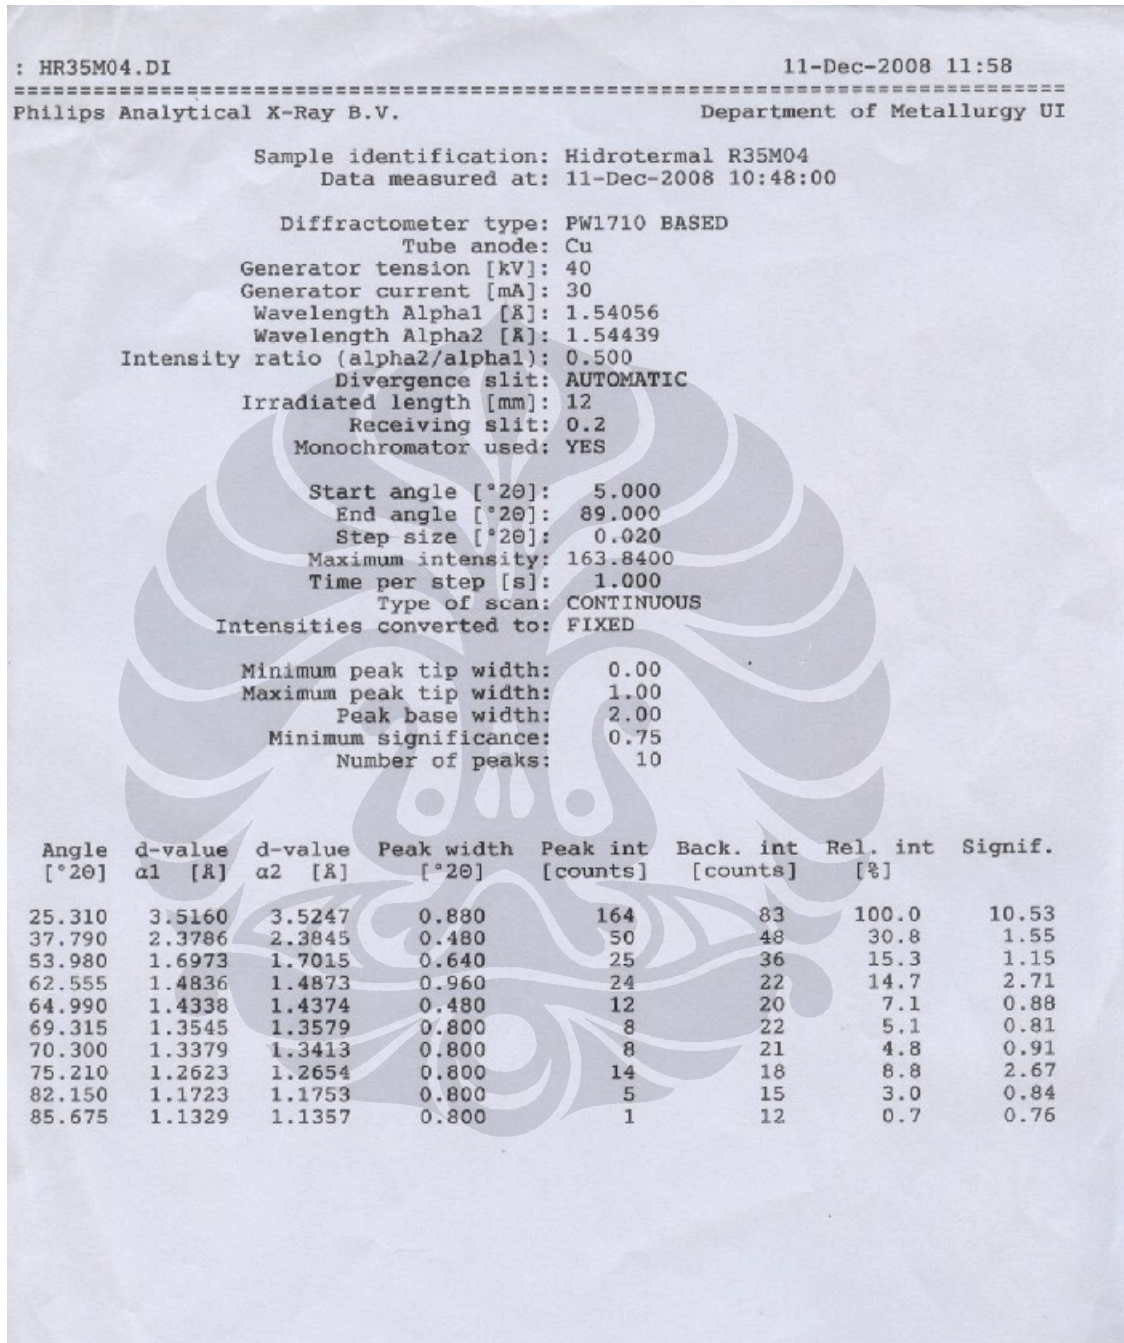 : HR35M04.DI 11-Dec-2008 11:58
================================================================================
Philips Analytical X-Ray B.V. Department of Metallurgy UI
Sample identification: Hidrotermal R35M04
Data measured at: 11-Dec-2008 10:48:00
Diffractometer type: PW1710 BASED
Tube anode: Cu
Generator tension [kV]: 40
Generator current [mA]: 30
Wavelength Alpha1 [Å]: 1.54056
Wavelength Alpha2 [Å]: 1.54439
Intensity ratio (alpha2/alpha1): 0.500
Divergence slit: AUTOMATIC
Irradiated length [mm]: 12
Receiving slit: 0.2
Monochromator used: YES
Start angle [°2θ]: 5.000
End angle [°2θ]: 89.000
Step size [°2θ]: 0.020
Maximum intensity: 163.8400
Time per step [s]: 1.000
Type of scan: CONTINUOUS
Intensities converted to: FIXED
Minimum peak tip width: 0.00
Maximum peak tip width: 1.00
Peak base width: 2.00
Minimum significance: 0.75
Number of peaks: 10
Angle d-value d-value Peak width Peak int Back. int Rel. int Signif.
[°2θ] α1 [Å] α2 [Å] [°2θ] [counts] [counts] [%]
25.310 3.5160 3.5247 0.880 164 83 100.0 10.53
37.790 2.3786 2.3845 0.480 50 48 30.8 1.55
53.980 1.6973 1.7015 0.640 25 36 15.3 1.15
62.555 1.4836 1.4873 0.960 24 22 14.7 2.71
64.990 1.4338 1.4374 0.480 12 20 7.1 0.88
69.315 1.3545 1.3579 0.800 8 22 5.1 0.81
70.300 1.3379 1.3413 0.800 8 21 4.8 0.91
75.210 1.2623 1.2654 0.800 14 18 8.8 2.67
82.150 1.1723 1.1753 0.800 5 15 3.0 0.84
85.675 1.1329 1.1357 0.800 1 12 0.7 0.76